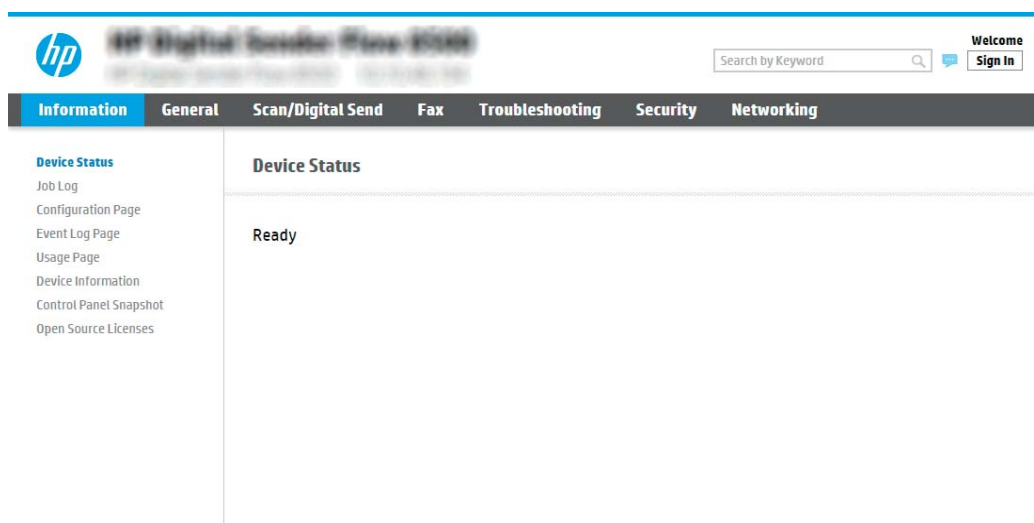 hp
Welcome
Search by Keyword
Sign In
Information General Scan/Digital Send Fax Troubleshooting Security Networking
Device Status
Job Log
Configuration Page
Event Log Page
Usage Page
Device Information
Control Panel Snapshot
Open Source Licenses
Device Status
Ready